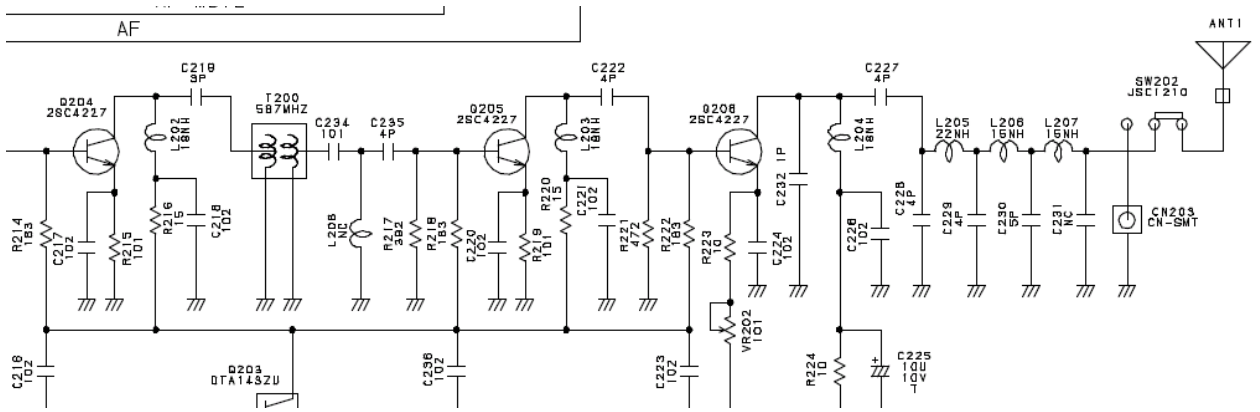 AF
ANT1
C219
3P
C222
4P
C227
4P
SW202
JSC1210
Q204
2SC4227
T200
587MHZ
Q205
2SC4227
Q206
2SC4227
L202
18NH
C234
101
C235
4P
L203
18NH
L204
18NH
L205
22NH
L206
15NH
L207
15NH
C232 1P
R214
183
C217
102
R215
101
R216
15
C218
102
L208
NC
R217
392
R218
183
C220
102
R219
101
R220
15
C221
102
R221
472
R222
183
R223
10
C224
102
C226
102
C228
4P
C229
4P
C230
5P
C231
NC
CN203
CN-SMT
VR202
101
C216
102
Q203
DTA143ZU
C236
102
C223
102
R224
10
C225
10U
10V
T
+